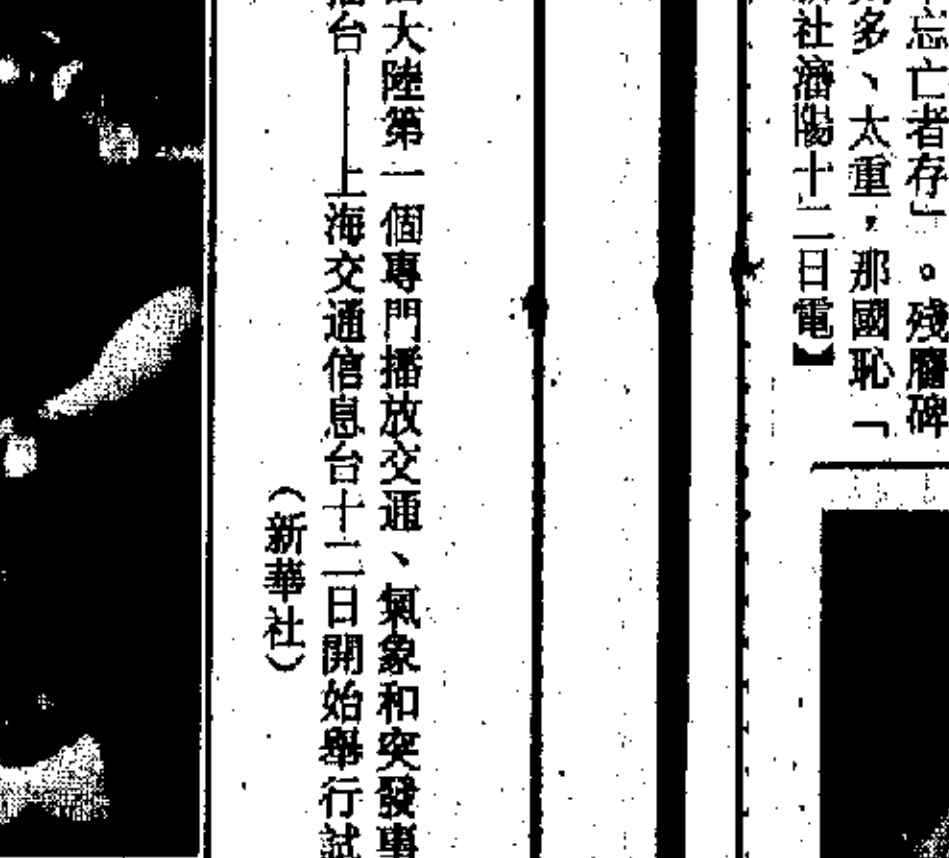 忘亡者存」。殘曆碑
多、太重，那國恥「
社瀋陽十二日電】
大陸第一個專門播放交通、氣象和突發事
台——上海交通信息台十二日開始舉行試
（新華社）